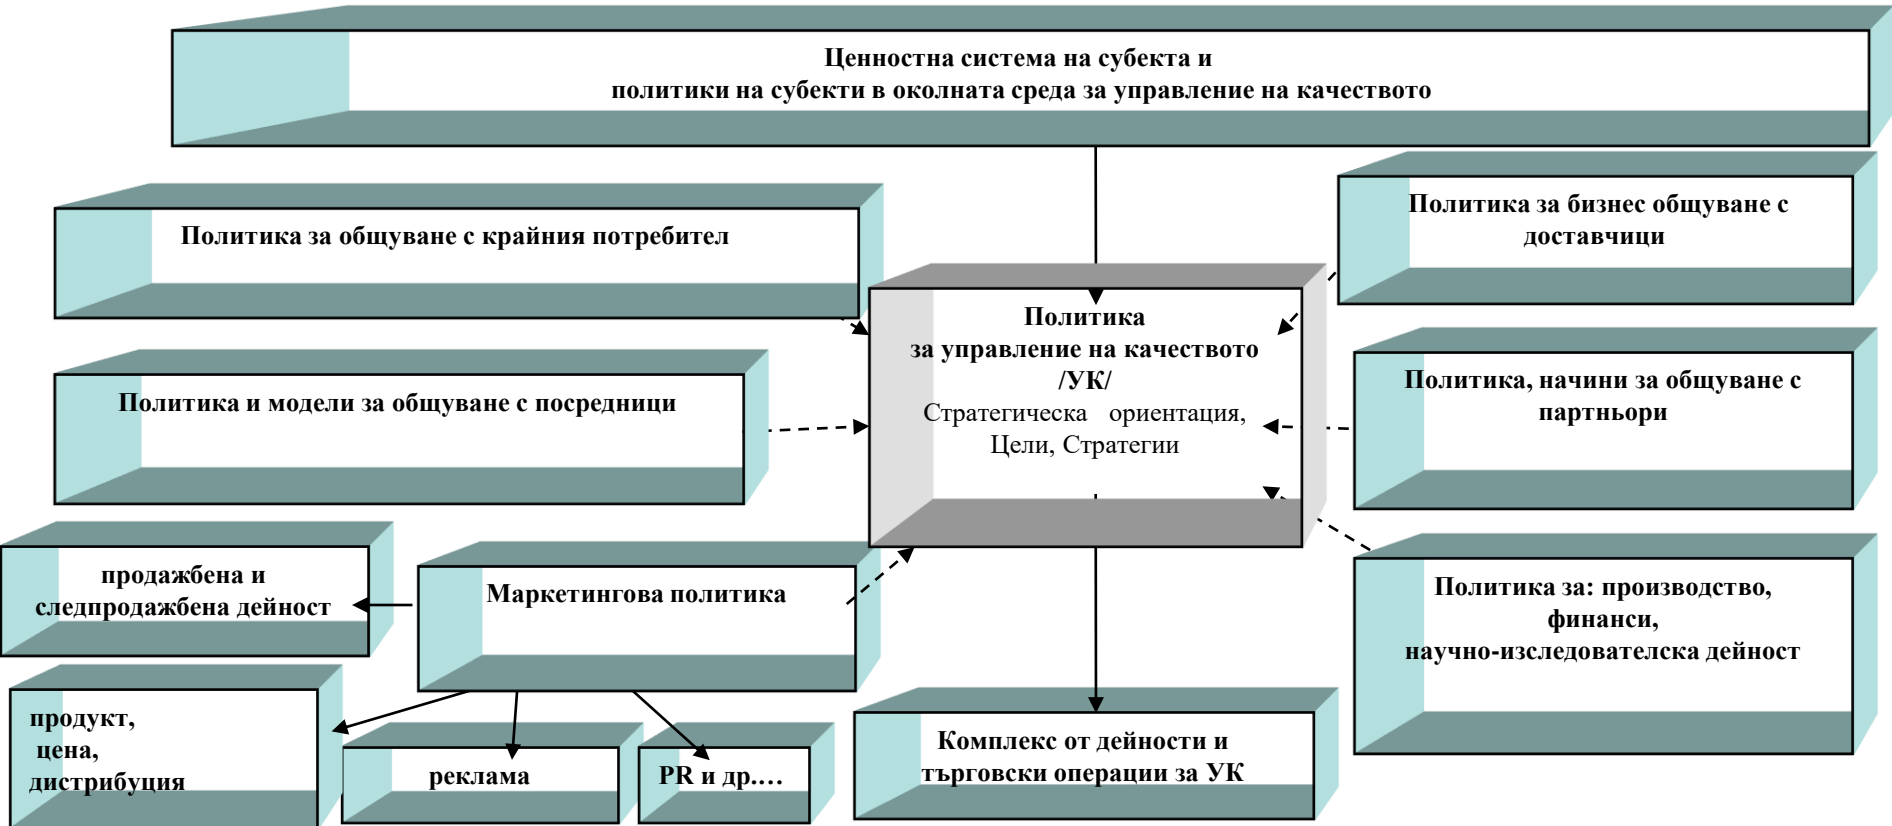 Ценностна система на субекта и
политики на субекти в околната среда за управление на качеството
Политика за общуване с крайния потребител
Политика за бизнес общуване с
доставчици
Политика
за управление на качеството
/УК/
Стратегическа ориентация,
Цели, Стратегии
Политика и модели за общуване с посредници
Политика, начини за общуване с
партньори
продажбена и
следпродажбена дейност
Маркетингова политика
Политика за: производство,
финанси,
научно-изследователска дейност
продукт,
цена,
дистрибуция
реклама
PR и др.…
Комплекс от дейности и
търговски операции за УК